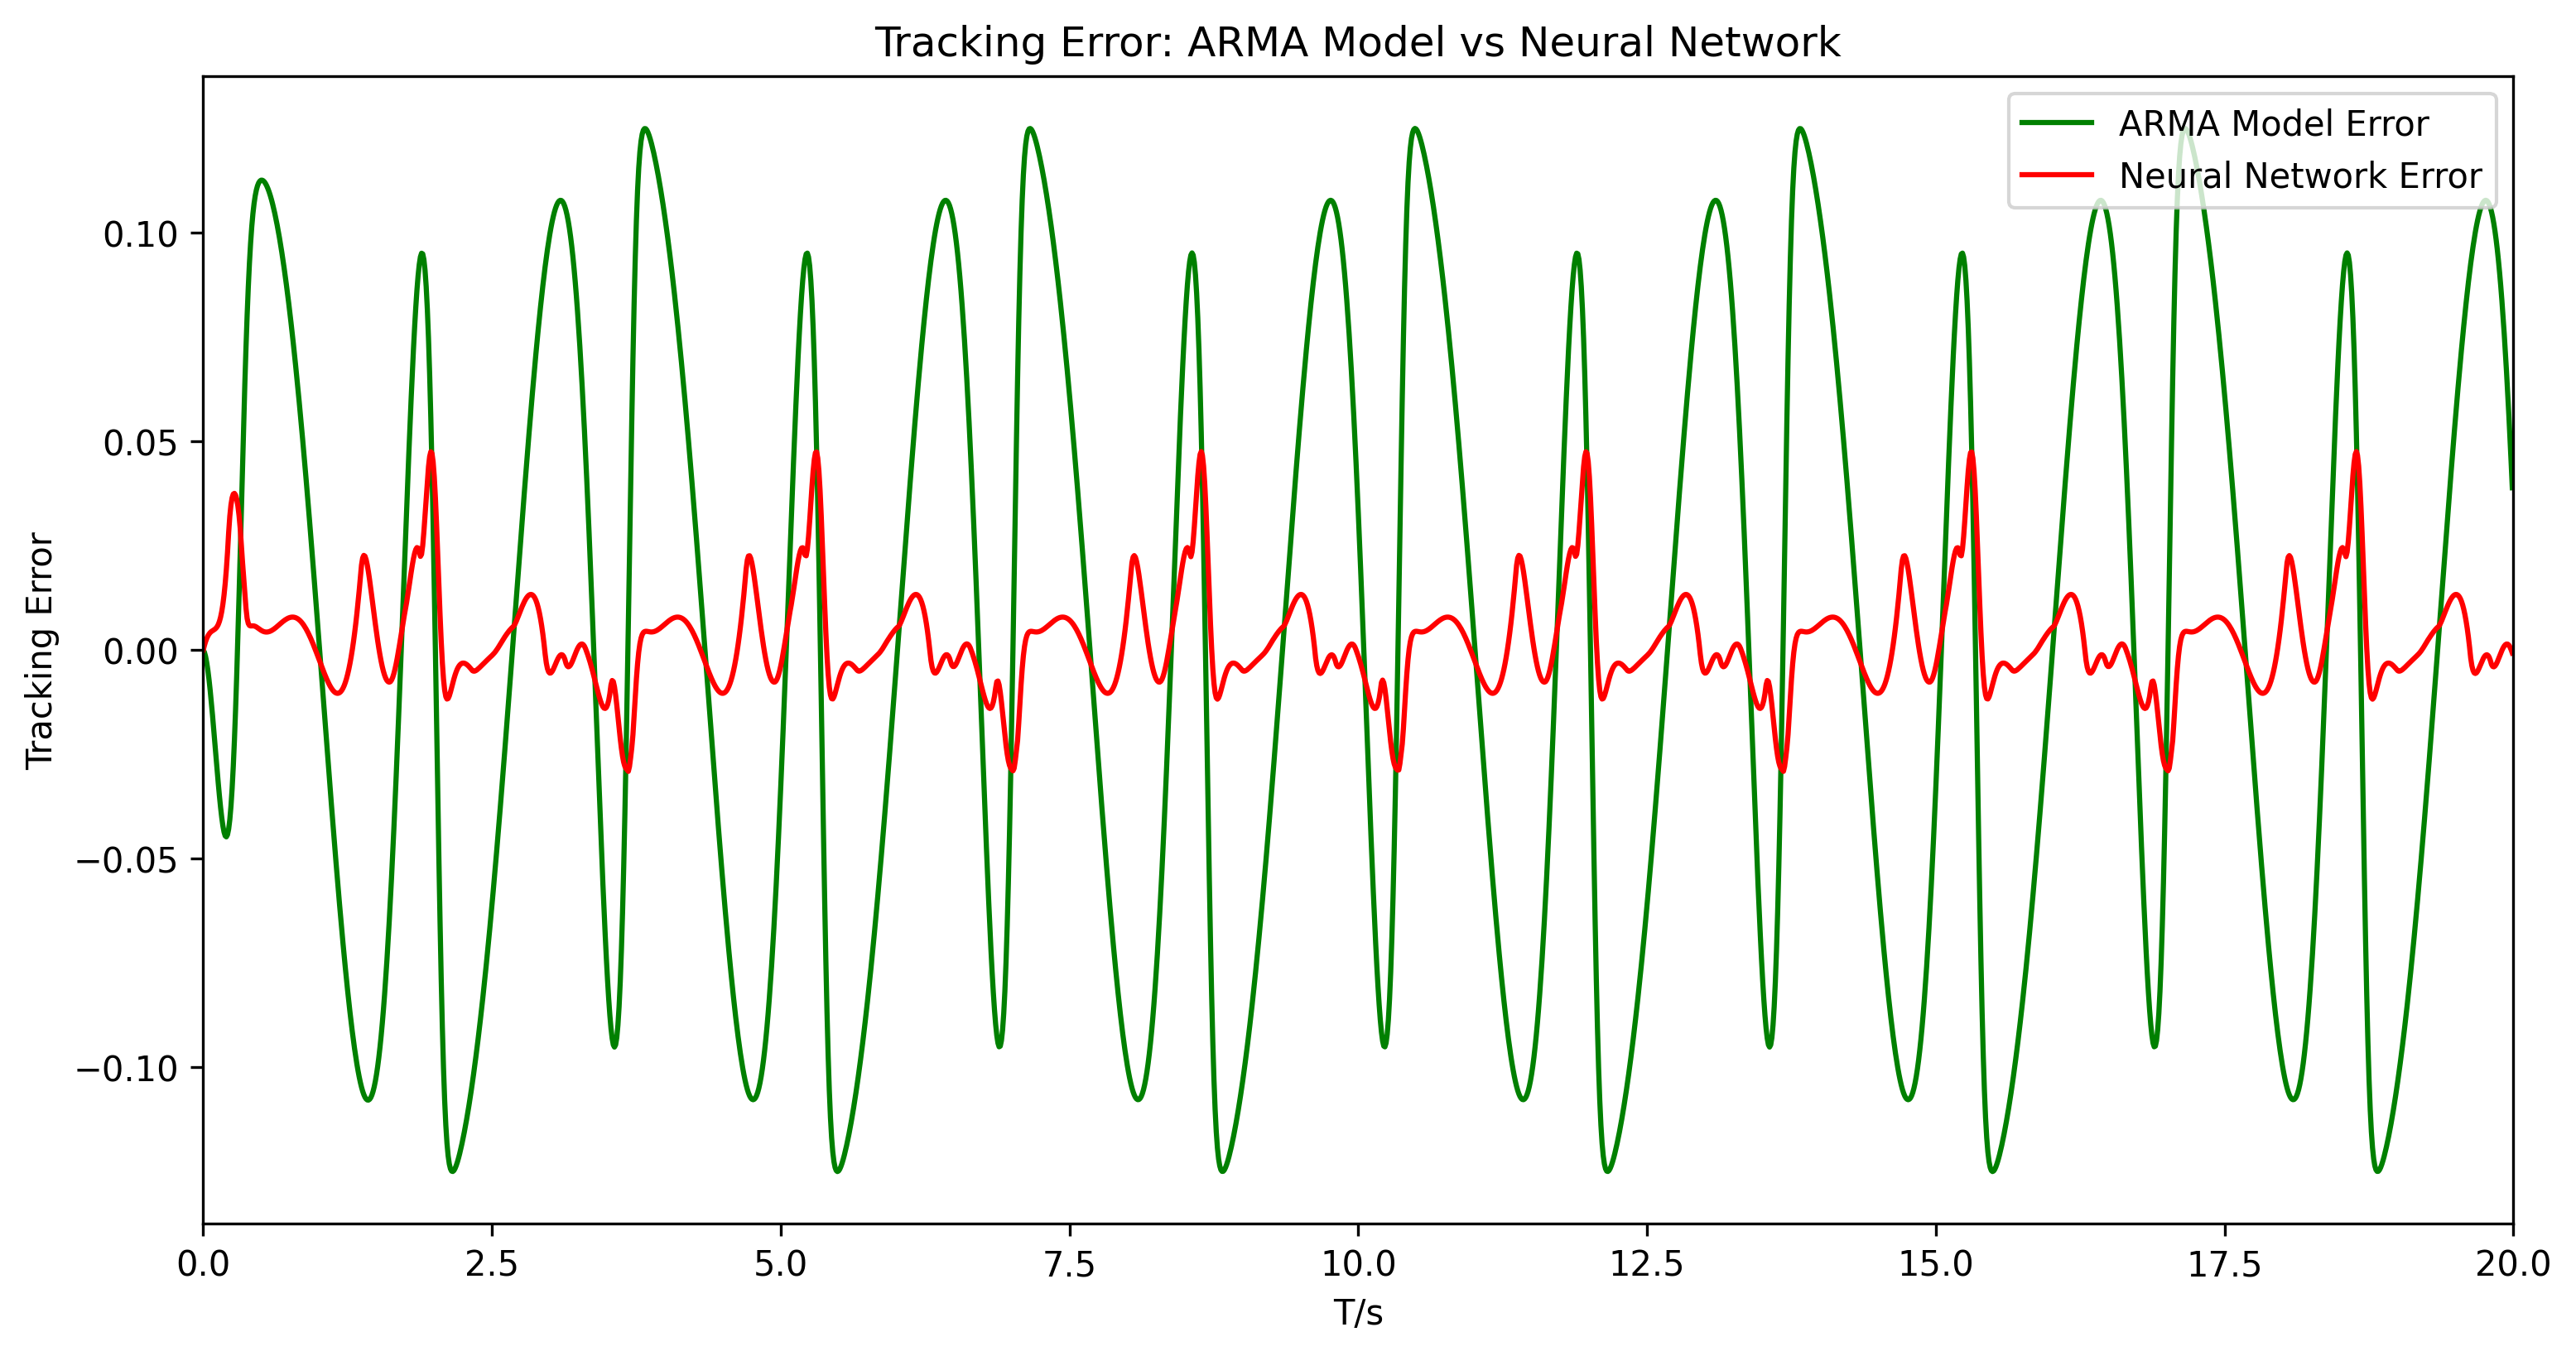 Tracking Error: ARMA Model vs Neural Network
ARMA Model Error
Neural Network Error
Tracking Error
0.10
0.05
0.00
−0.05
−0.10
0.0 2.5 5.0 7.5 10.0 12.5 15.0 17.5 20.0
T/s